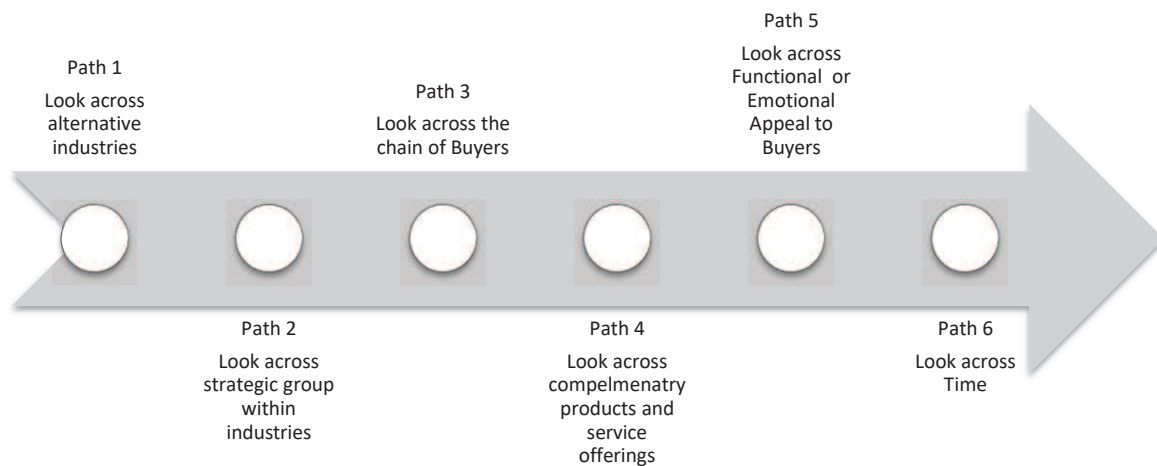 Path 1
Look across
alternative
industries
Path 2
Look across
strategic group
within
industries
Path 3
Look across the
chain of Buyers
Path 4
Look across
compelmenatry
products and
service
offerings
Path 5
Look across
Functional or
Emotional
Appeal to
Buyers
Path 6
Look across
Time